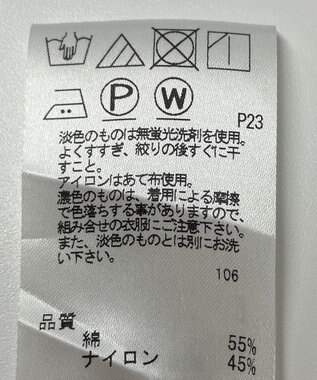 P W
P23
淡色のものは無蛍光洗剤を使用。
よくすすぎ、絞りの後すぐに干
すこと。
アイロンはあて布使用。
濃色のものは、着用による摩擦
で色落ちする事がありますので、
組み合せの衣服にご注意下さい。
また、淡色のものとは別にお洗
い下さい。
106
品質
綿 55%
ナイロン 45%